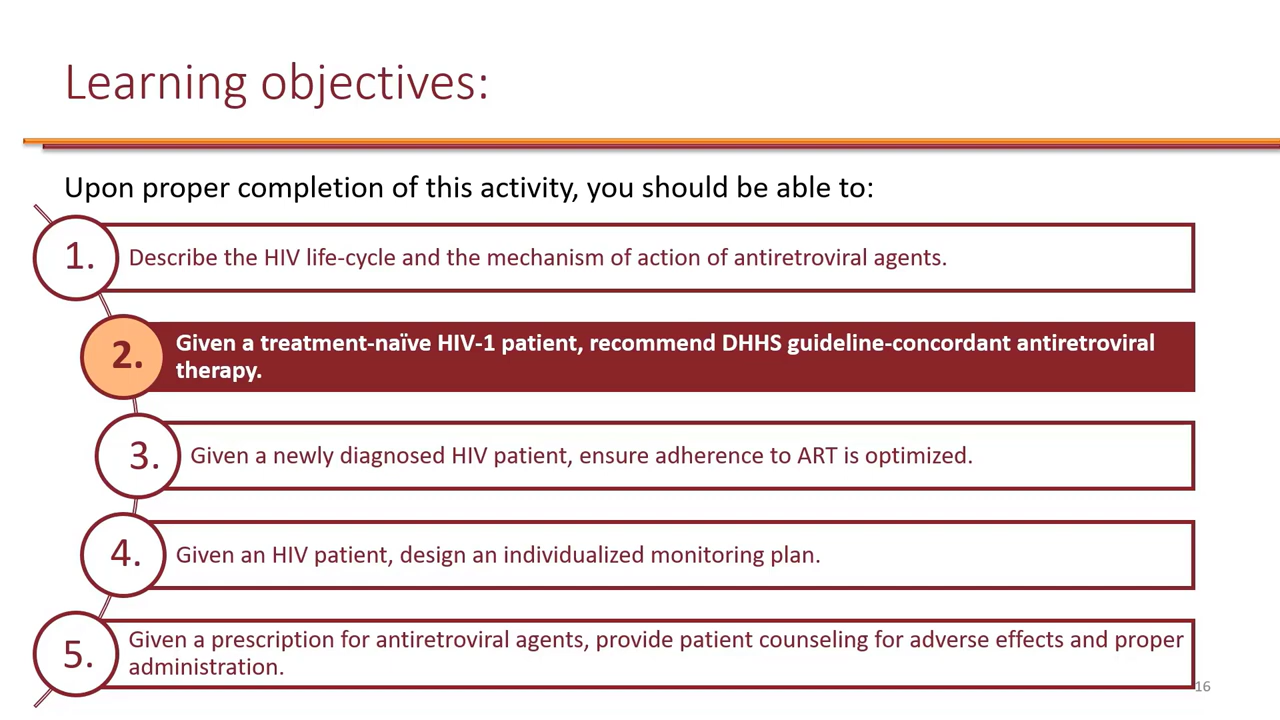 Learning objectives:
Upon proper completion of this activity, you should be able to:
1.
Describe the HIV life-cycle and the mechanism of action of antiretroviral agents.
2.
Given a treatment-naïve HIV-1 patient, recommend DHHS guideline-concordant antiretroviral
therapy.
3.
Given a newly diagnosed HIV patient, ensure adherence to ART is optimized.
4.
Given an HIV patient, design an individualized monitoring plan.
5.
Given a prescription for antiretroviral agents, provide patient counseling for adverse effects and proper
administration.
16